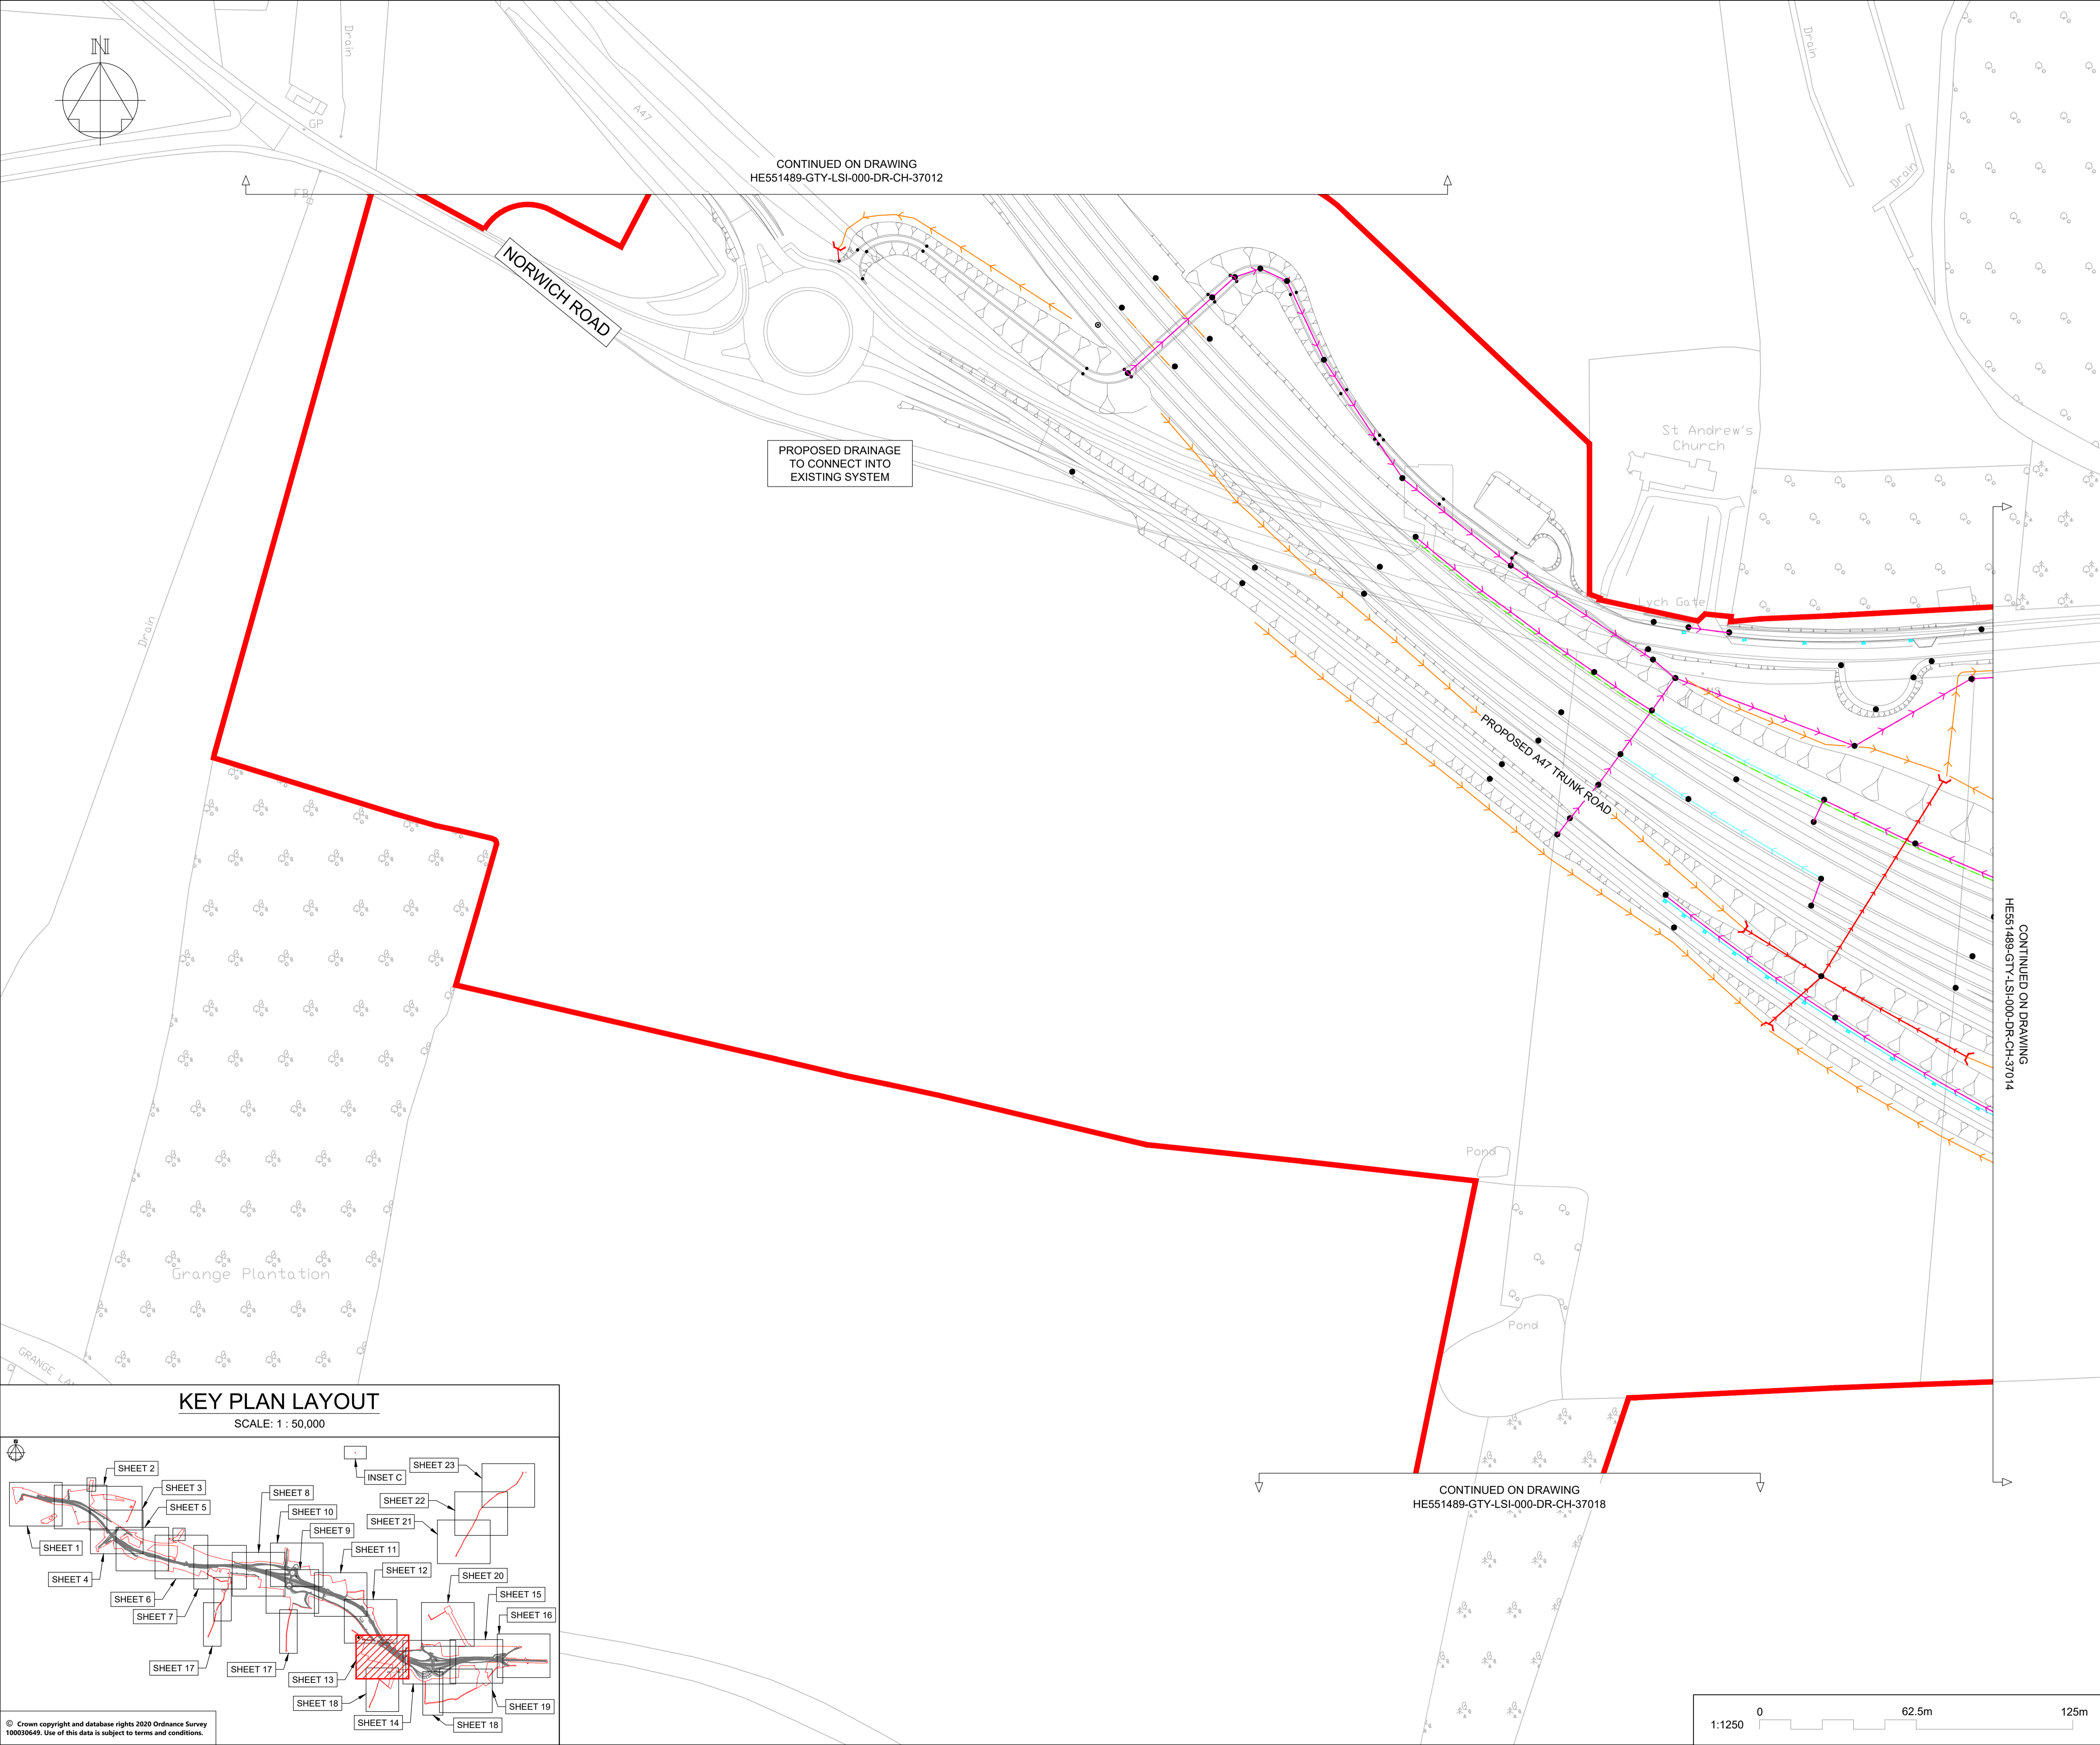 N
Drain
GP
FB
A47
Drain
Drain
CONTINUED ON DRAWING
HE551489-GTY-LSI-000-DR-CH-37012
NORWICH ROAD
PROPOSED DRAINAGE
TO CONNECT INTO
EXISTING SYSTEM
St Andrew's
Church
Lych Gate
Drain
PROPOSED A47 TRUNK ROAD
CONTINUED ON DRAWING
HE551489-GTY-LSI-000-DR-CH-37014
Pond
Pond
Grange Plantation
GRANGE
CONTINUED ON DRAWING
HE551489-GTY-LSI-000-DR-CH-37018
KEY PLAN LAYOUT
SCALE: 1 : 50,000
N
SHEET 2
SHEET 3
SHEET 5
SHEET 1
SHEET 4
SHEET 6
SHEET 7
SHEET 17
SHEET 8
SHEET 10
SHEET 9
SHEET 11
SHEET 12
INSET C
SHEET 23
SHEET 22
SHEET 21
SHEET 20
SHEET 15
SHEET 16
SHEET 17
SHEET 13
SHEET 18
SHEET 14
SHEET 18
SHEET 19
© Crown copyright and database rights 2020 Ordnance Survey
100030649. Use of this data is subject to terms and conditions.
1:1250
0
62.5m
125m